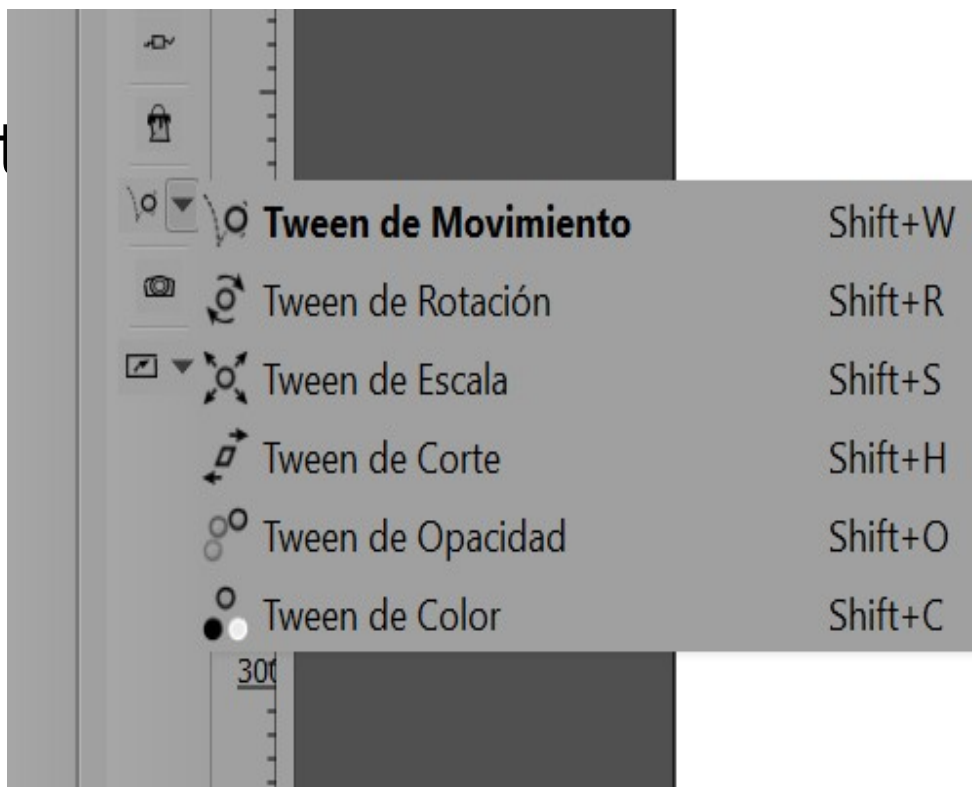 t
Tween de Movimiento Shift+W
Tween de Rotación Shift+R
Tween de Escala Shift+S
Tween de Corte Shift+H
Tween de Opacidad Shift+O
Tween de Color Shift+C
300